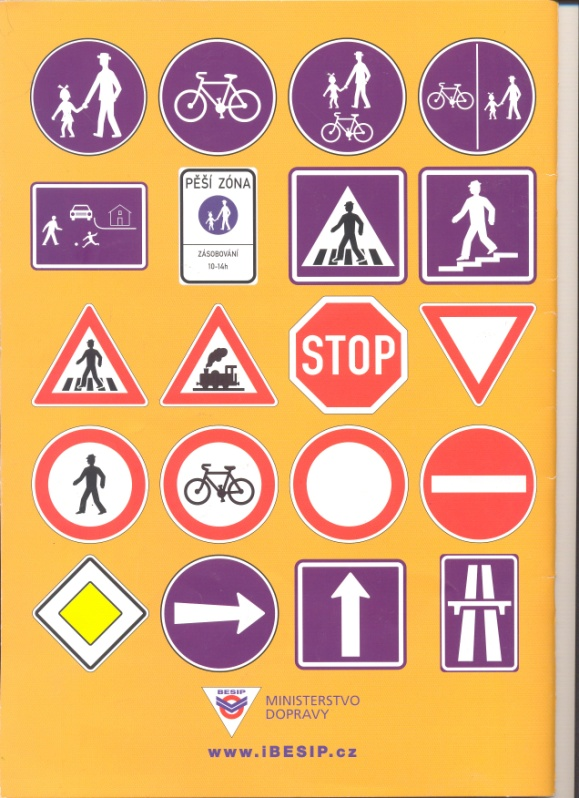 PĚŠÍ ZÓNA
ZÁSOBOVÁNÍ
10-14h
STOP
BESIP
MINISTERSTVO
DOPRAVY
www.iBESIP.cz